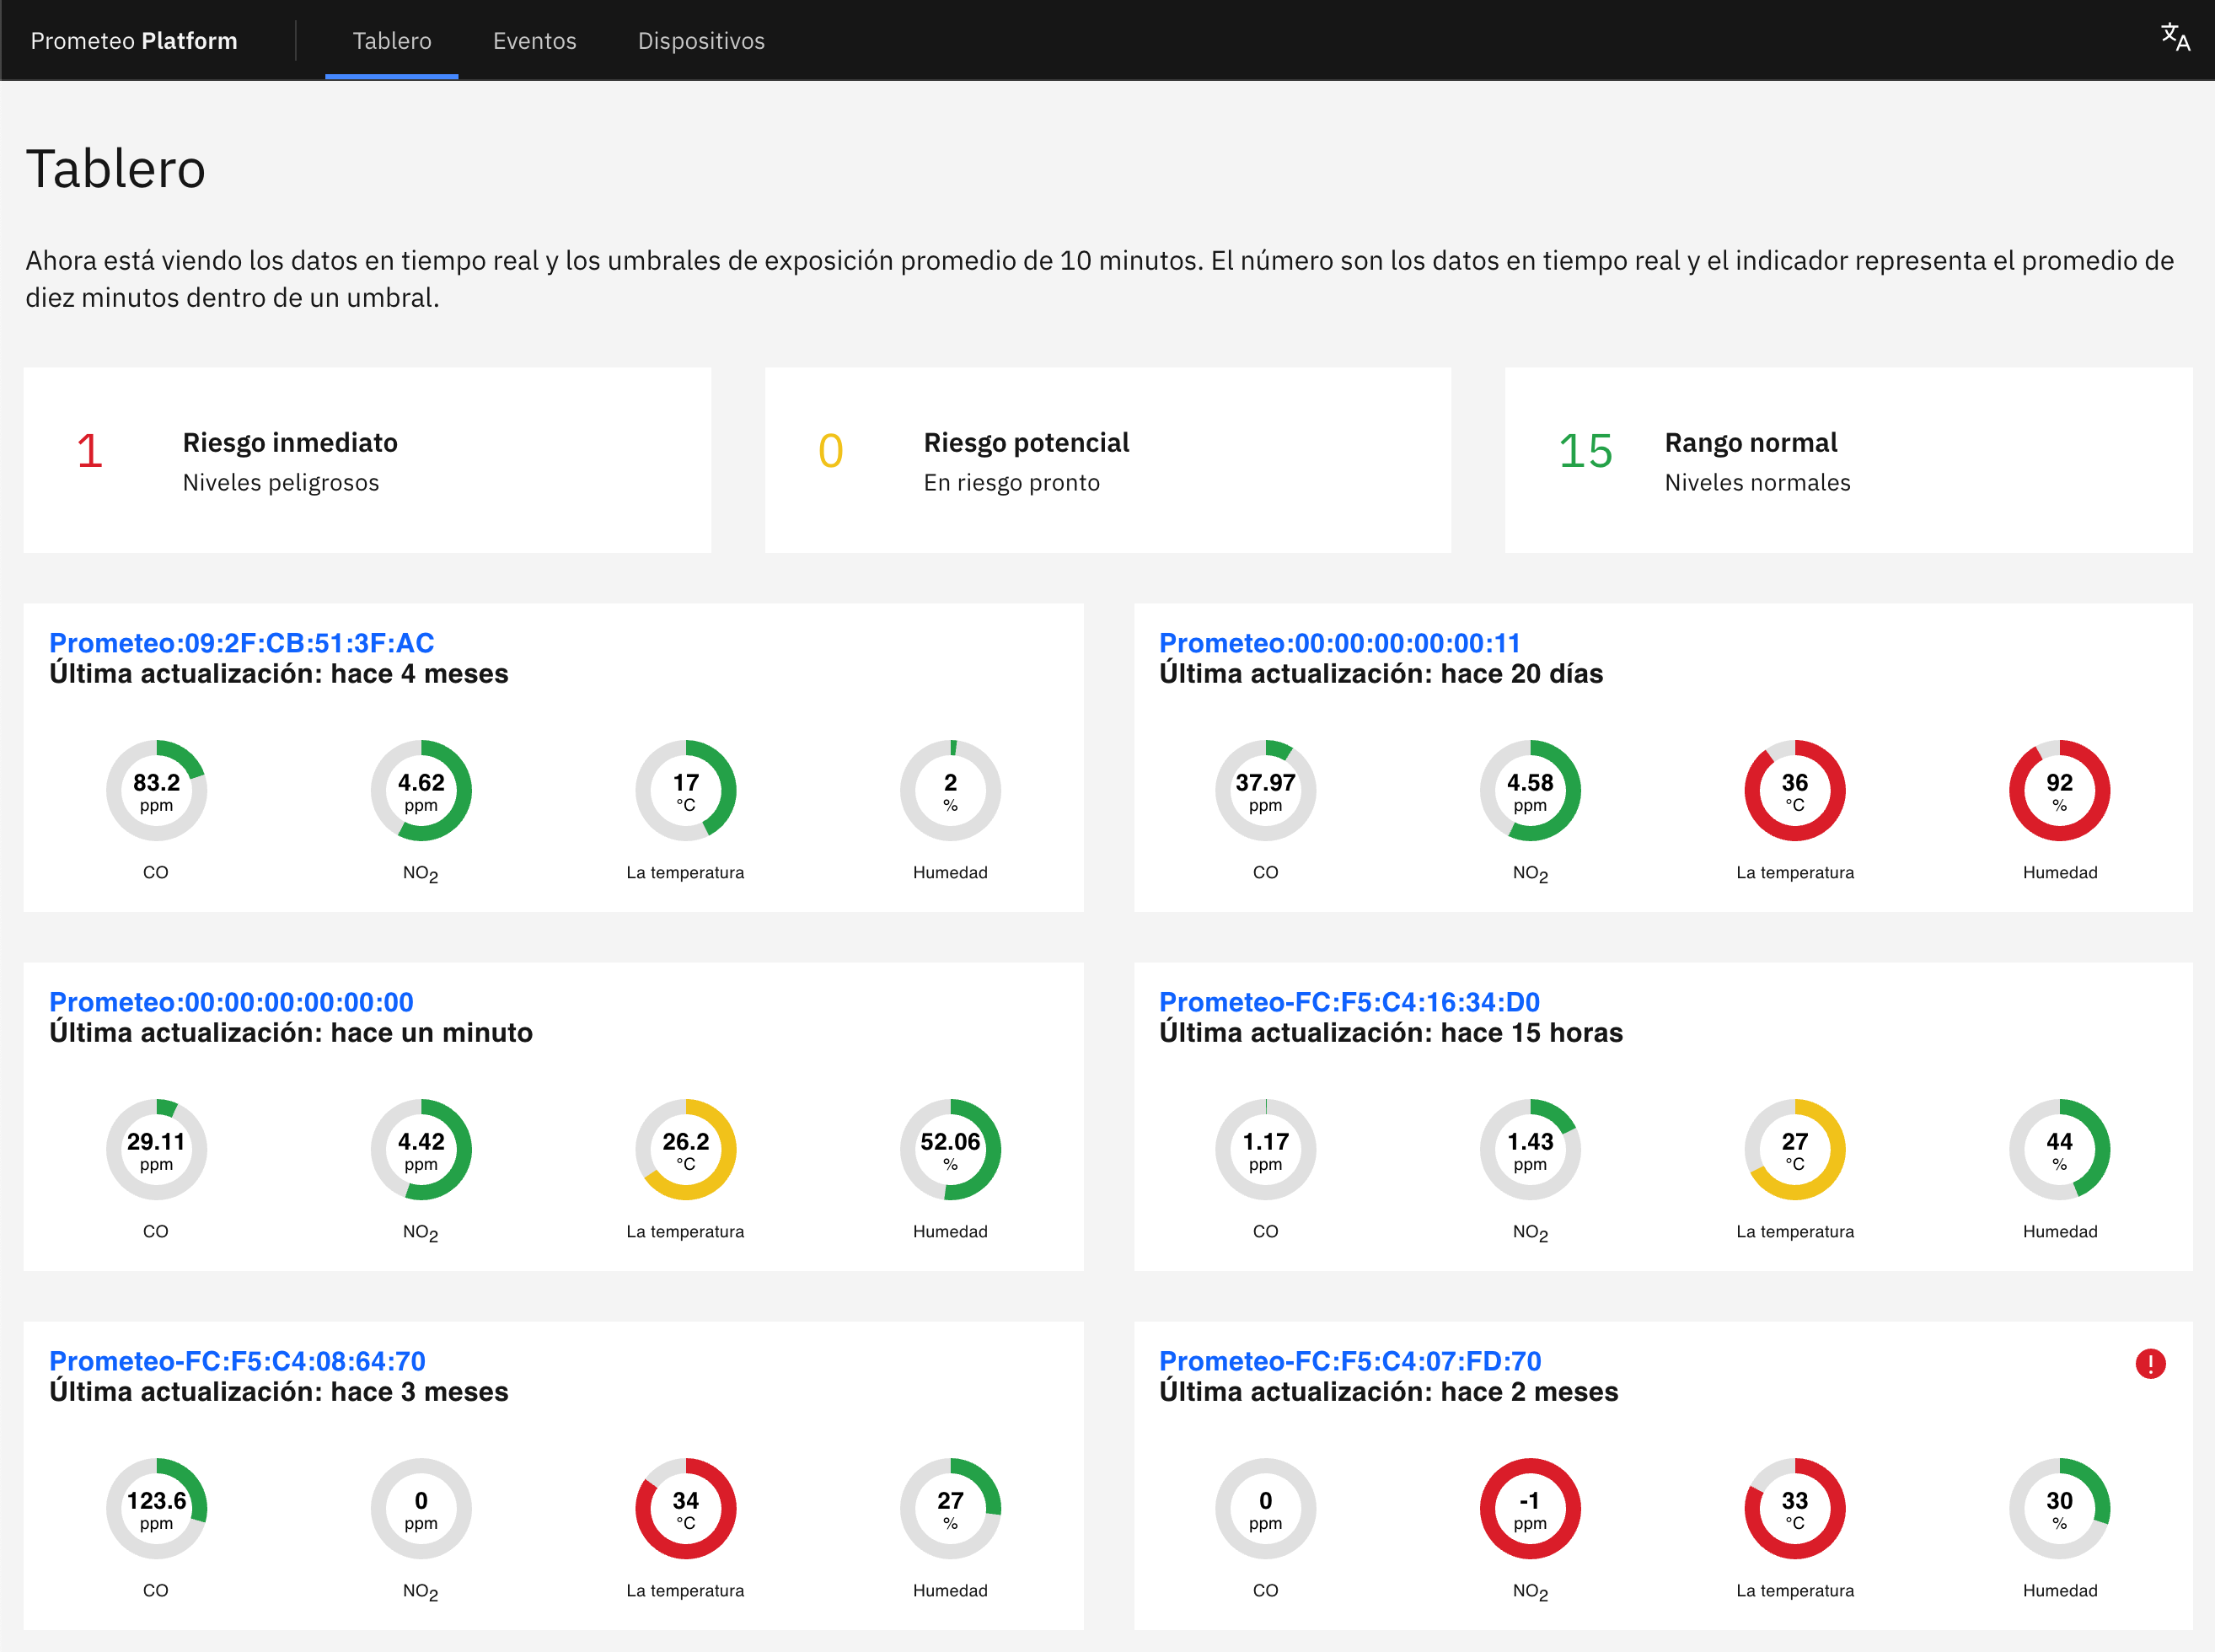 Prometeo Platform
Tablero
Eventos
Dispositivos
文A
Tablero
Ahora está viendo los datos en tiempo real y los umbrales de exposición promedio de 10 minutos. El número son los datos en tiempo real y el indicador representa el promedio de
diez minutos dentro de un umbral.
1
Riesgo inmediato
Niveles peligrosos
0
Riesgo potencial
En riesgo pronto
15
Rango normal
Niveles normales
Prometeo:09:2F:CB:51:3F:AC
Última actualización: hace 4 meses
83.2
ppm
CO
4.62
ppm
NO2
17
°C
La temperatura
2
%
Humedad
Prometeo:00:00:00:00:00:11
Última actualización: hace 20 días
37.97
ppm
CO
4.58
ppm
NO2
36
°C
La temperatura
92
%
Humedad
Prometeo:00:00:00:00:00:00
Última actualización: hace un minuto
29.11
ppm
CO
4.42
ppm
NO2
26.2
°C
La temperatura
52.06
%
Humedad
Prometeo-FC:F5:C4:16:34:D0
Última actualización: hace 15 horas
1.17
ppm
CO
1.43
ppm
NO2
27
°C
La temperatura
44
%
Humedad
Prometeo-FC:F5:C4:08:64:70
Última actualización: hace 3 meses
123.6
ppm
CO
0
ppm
NO2
34
°C
La temperatura
27
%
Humedad
Prometeo-FC:F5:C4:07:FD:70
Última actualización: hace 2 meses
!
0
ppm
CO
-1
ppm
NO2
33
°C
La temperatura
30
%
Humedad